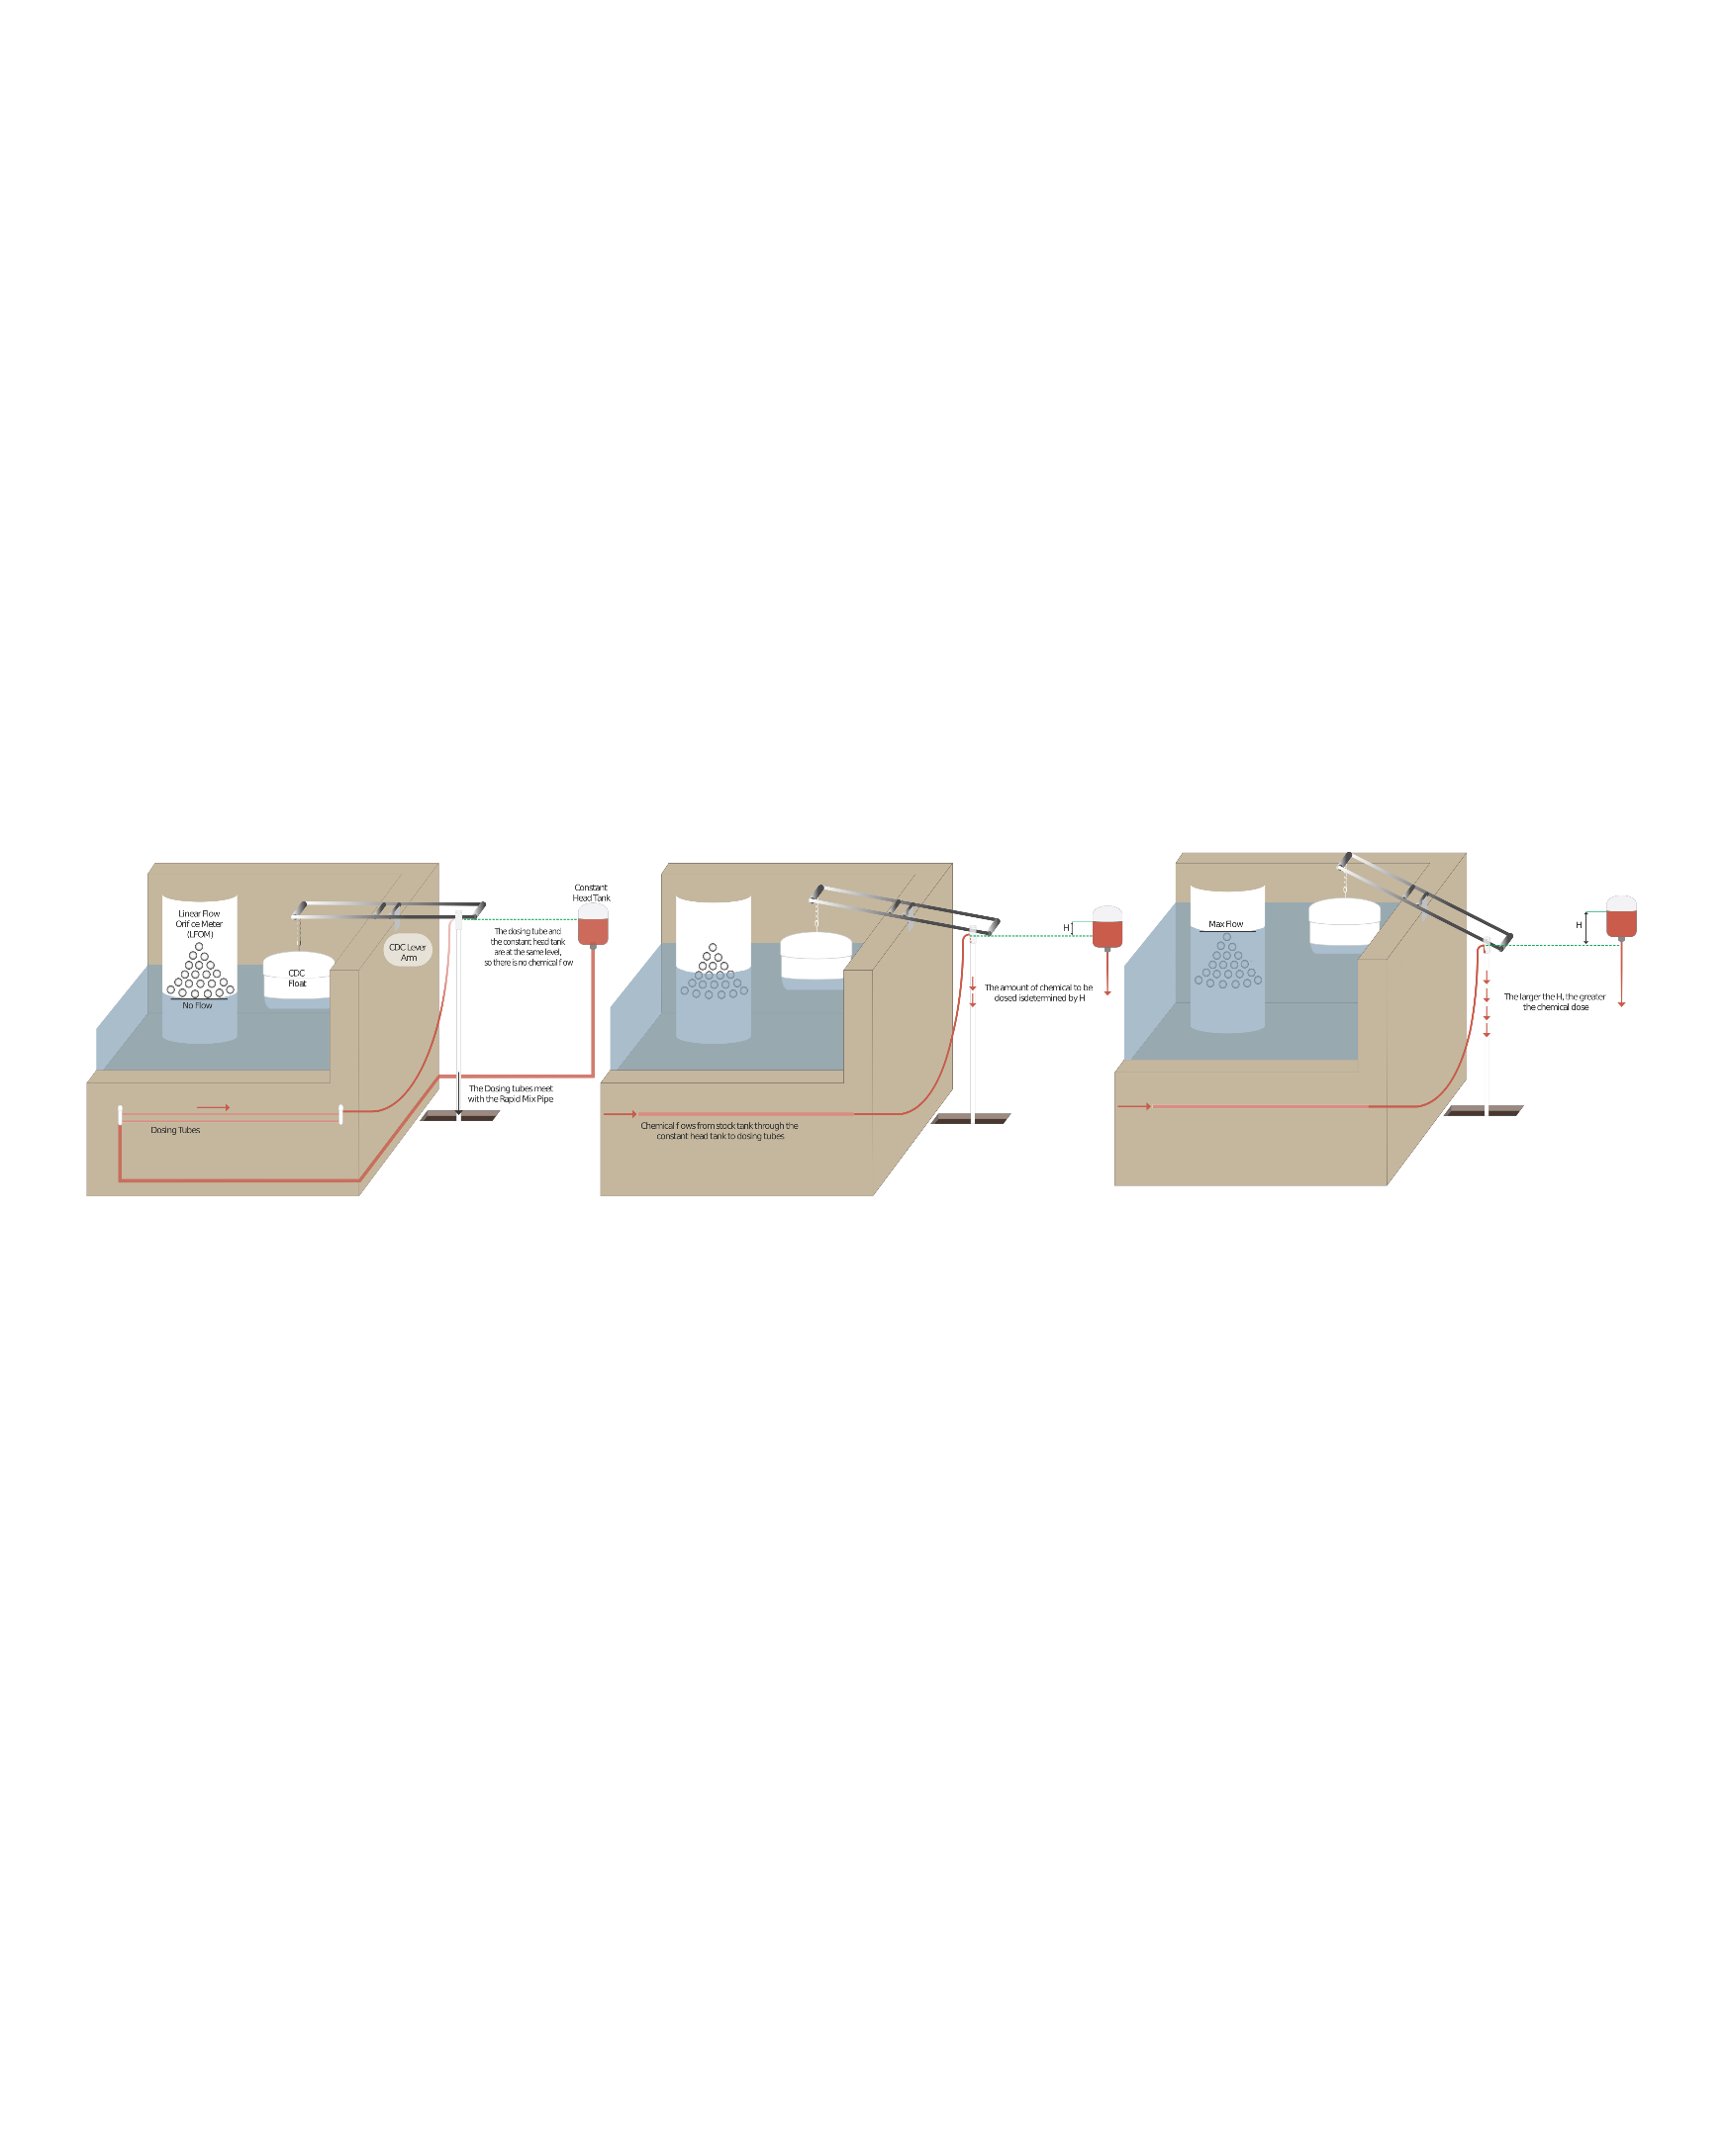 Linear Flow
Orifice Meter
(LFOM)
No Flow
CDC
Float
CDC Lever
Arm
Constant
Head Tank
The dosing tube and
the constant head tank
are at the same level,
so there is no chemical flow
The Dosing tubes meet
with the Rapid Mix Pipe
Dosing Tubes
H
The amount of chemical to be
dosed isdetermined by H
Chemical flows from stock tank through the
constant head tank to dosing tubes
Max Flow
H
The larger the H, the greater
the chemical dose